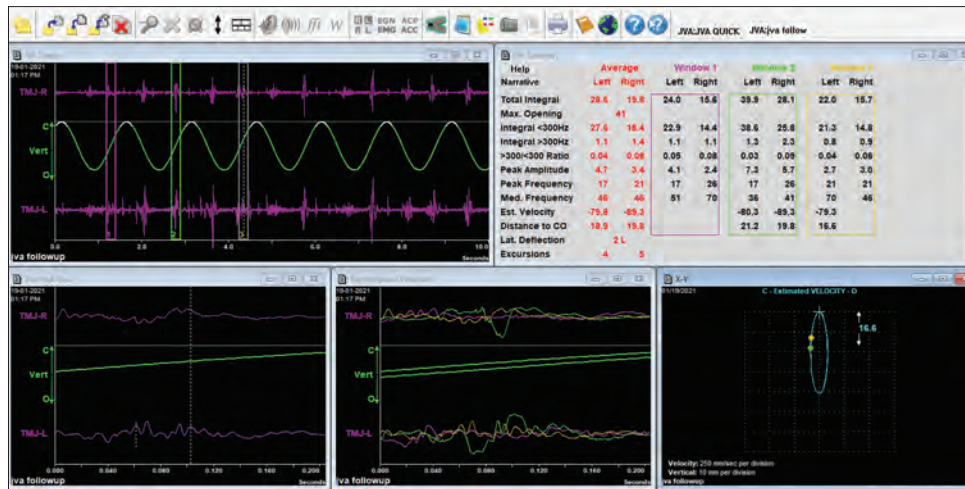 ffi W
EGN ACP
R L EMG ACC
JVA:JVA QUICK JVA:jva follow
19-01-2021
01:17 PM
TMJ-R
C
Vert
O
TMJ-L
1 2 3
0.0 2.0 4.0 6.0 8.0 10.0
Seconds
jva followup
Help Average Window 1 Window 2
Narrative Left Right Left Right Left Right Left Right
Total Integral 28.6 19.8 24.0 15.6 39.9 28.1 22.0 15.7
Max. Opening 41
Integral <300Hz 27.6 18.4 22.9 14.4 38.6 25.8 21.3 14.8
Integral >300Hz 1.1 1.4 1.1 1.1 1.3 2.3 0.8 0.9
>300/<300 Ratio 0.04 0.08 0.05 0.08 0.03 0.09 0.04 0.06
Peak Amplitude 4.7 3.4 4.1 2.4 7.3 5.7 2.7 3.0
Peak Frequency 17 21 17 26 17 26 21 21
Med. Frequency 46 46 51 70 36 41 70 46
Est. Velocity -79.8 -89.3 -80.3 -89.3 -79.3
Distance to CO 18.9 19.8 21.2 19.8 16.6
Lat. Deflection 2 L
Excursions 4 5
19-01-2021
01:17 PM
TMJ-R
C
Vert
O
TMJ-L
0.000 0.040 0.080 0.120 0.160 0.200
Seconds
jva followup
19-01-2021
01:17 PM
TMJ-R
C
Vert
O
TMJ-L
0.000 0.040 0.080 0.120 0.160 0.200
Seconds
jva followup
X-Y
01/19/2021
C - Estimated VELOCITY - O
16.6
Velocity: 250 mm/sec per division
Vertical: 10 mm per division
jva followup